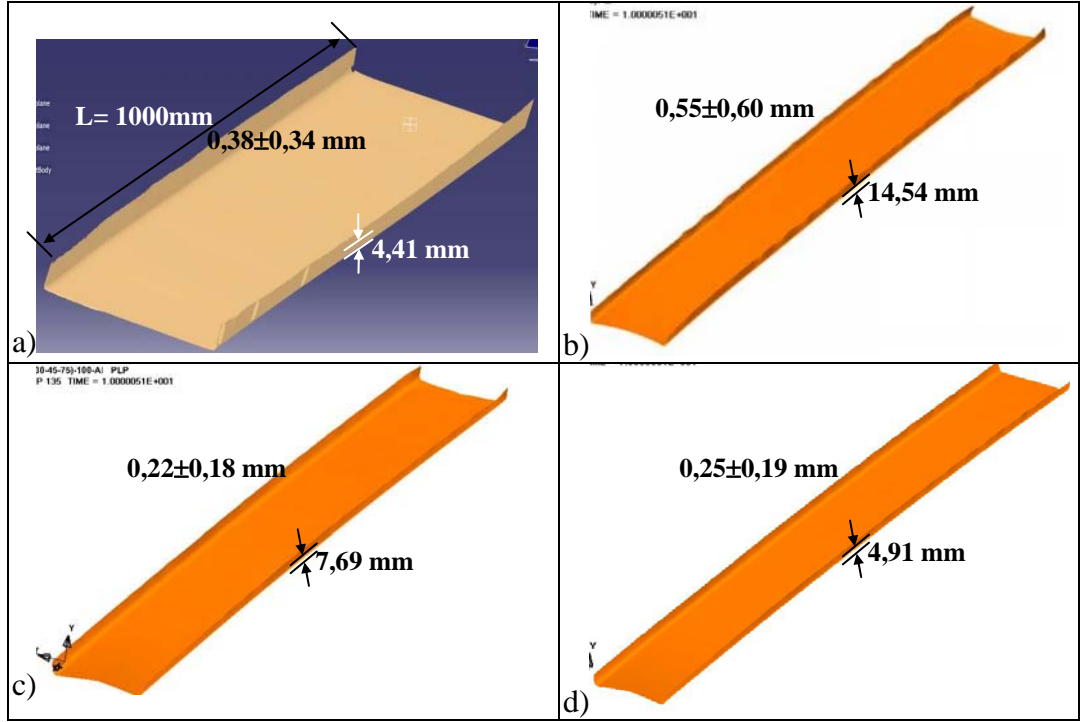 L= 1000mm
0,38±0,34 mm
4,41 mm
a)
TIME = 1.0000051E+001
0,55±0,60 mm
14,54 mm
Y
b)
30-45-75)-100-Al PLP
P 135 TIME = 1.0000051E+001
0,22±0,18 mm
7,69 mm
Y
c)
0,25±0,19 mm
4,91 mm
Y
d)